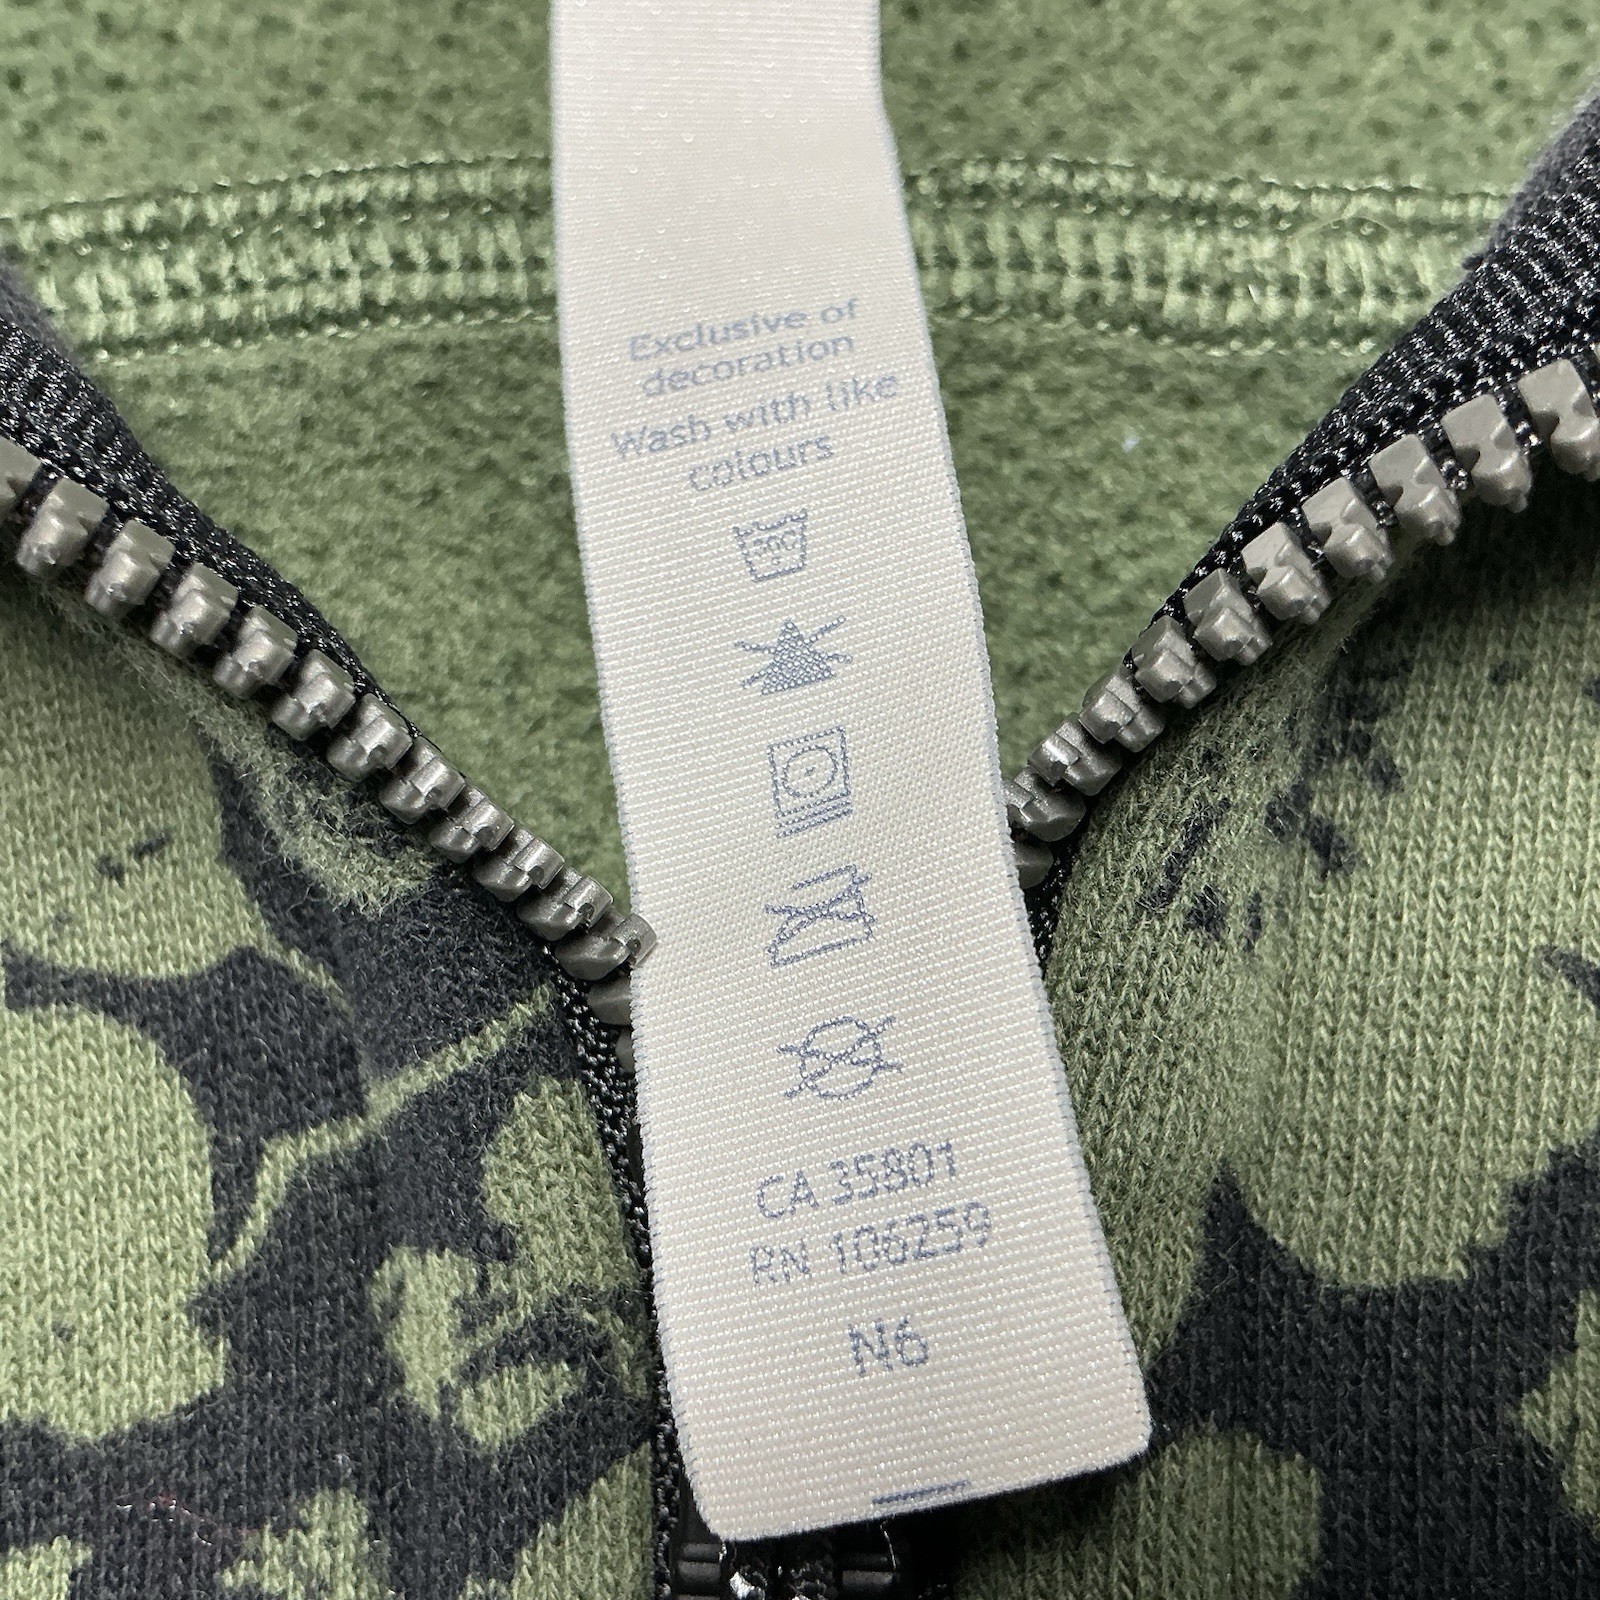 Exclusive of
decoration
Wash with like
colours
30C
CA 35801
RN 106259
N6